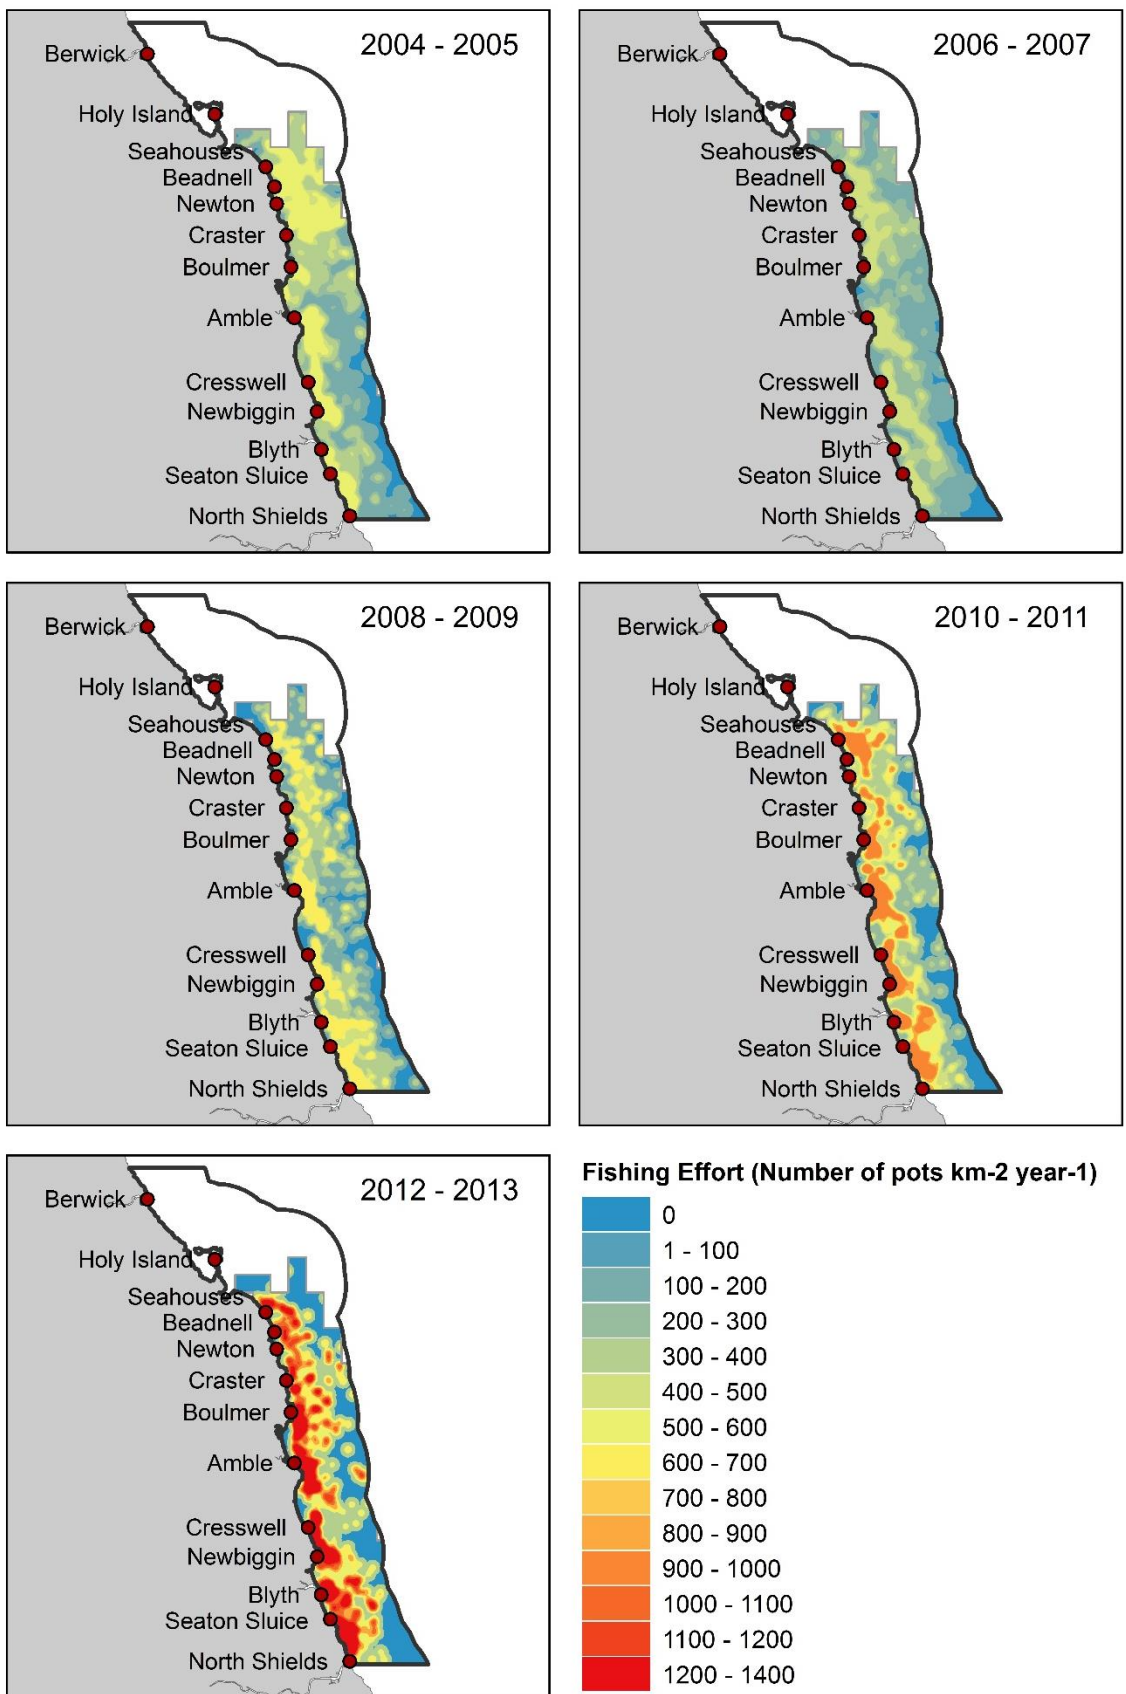 2004 - 2005
Berwick
Holy Island
Seahouses
Beadnell
Newton
Craster
Boulmer
Amble
Cresswell
Newbiggin
Blyth
Seaton Sluice
North Shields
2006 - 2007
Berwick
Holy Island
Seahouses
Beadnell
Newton
Craster
Boulmer
Amble
Cresswell
Newbiggin
Blyth
Seaton Sluice
North Shields
2008 - 2009
Berwick
Holy Island
Seahouses
Beadnell
Newton
Craster
Boulmer
Amble
Cresswell
Newbiggin
Blyth
Seaton Sluice
North Shields
2010 - 2011
Berwick
Holy Island
Seahouses
Beadnell
Newton
Craster
Boulmer
Amble
Cresswell
Newbiggin
Blyth
Seaton Sluice
North Shields
2012 - 2013
Berwick
Holy Island
Seahouses
Beadnell
Newton
Craster
Boulmer
Amble
Cresswell
Newbiggin
Blyth
Seaton Sluice
North Shields
Fishing Effort (Number of pots km-2 year-1)
0
1 - 100
100 - 200
200 - 300
300 - 400
400 - 500
500 - 600
600 - 700
700 - 800
800 - 900
900 - 1000
1000 - 1100
1100 - 1200
1200 - 1400